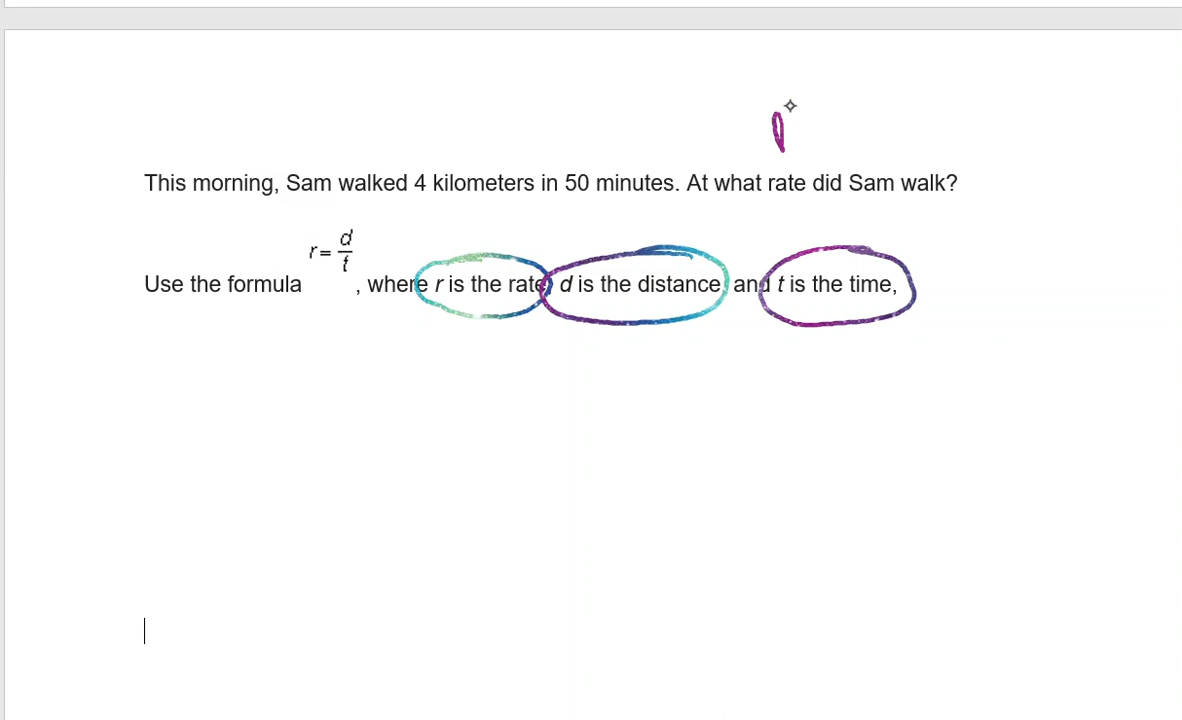 This morning, Sam walked 4 kilometers in 50 minutes. At what rate did Sam walk?
Use the formula r = d/t , where r is the rate, d is the distance, and t is the time,